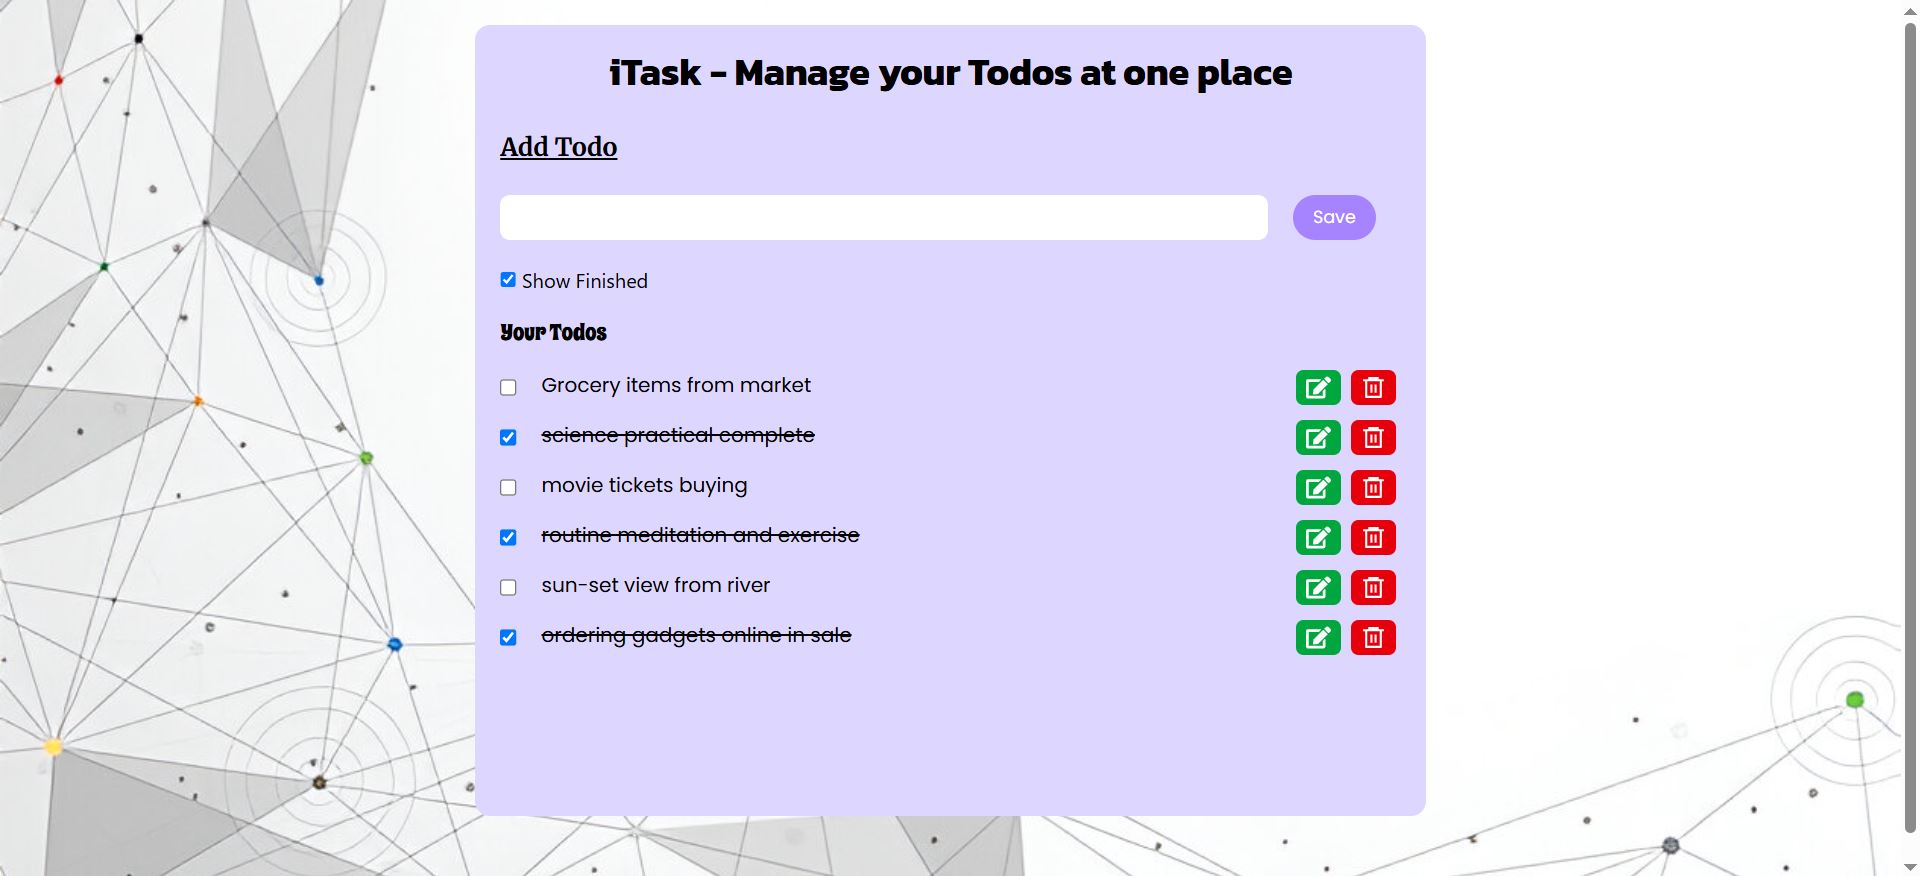 iTask - Manage your Todos at one place
Add Todo
Save
Show Finished
Your Todos
Grocery items from market
science practical complete
movie tickets buying
routine meditation and exercise
sun-set view from river
ordering gadgets online in sale